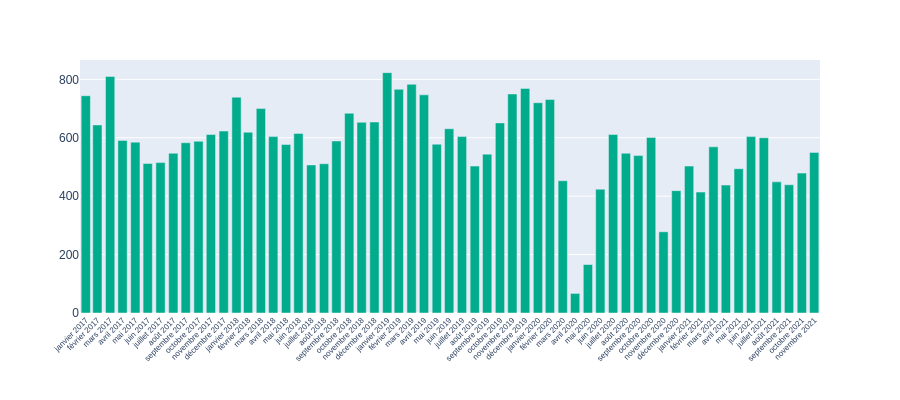 800
600
400
200
0
janvier 2017
février 2017
mars 2017
avril 2017
mai 2017
juin 2017
juillet 2017
août 2017
septembre 2017
octobre 2017
novembre 2017
décembre 2017
janvier 2018
février 2018
mars 2018
avril 2018
mai 2018
juin 2018
juillet 2018
août 2018
septembre 2018
octobre 2018
novembre 2018
décembre 2018
janvier 2019
février 2019
mars 2019
avril 2019
mai 2019
juin 2019
juillet 2019
août 2019
septembre 2019
octobre 2019
novembre 2019
décembre 2019
janvier 2020
février 2020
mars 2020
avril 2020
mai 2020
juin 2020
juillet 2020
août 2020
septembre 2020
octobre 2020
novembre 2020
décembre 2020
janvier 2021
février 2021
mars 2021
avril 2021
mai 2021
juin 2021
juillet 2021
août 2021
septembre 2021
octobre 2021
novembre 2021